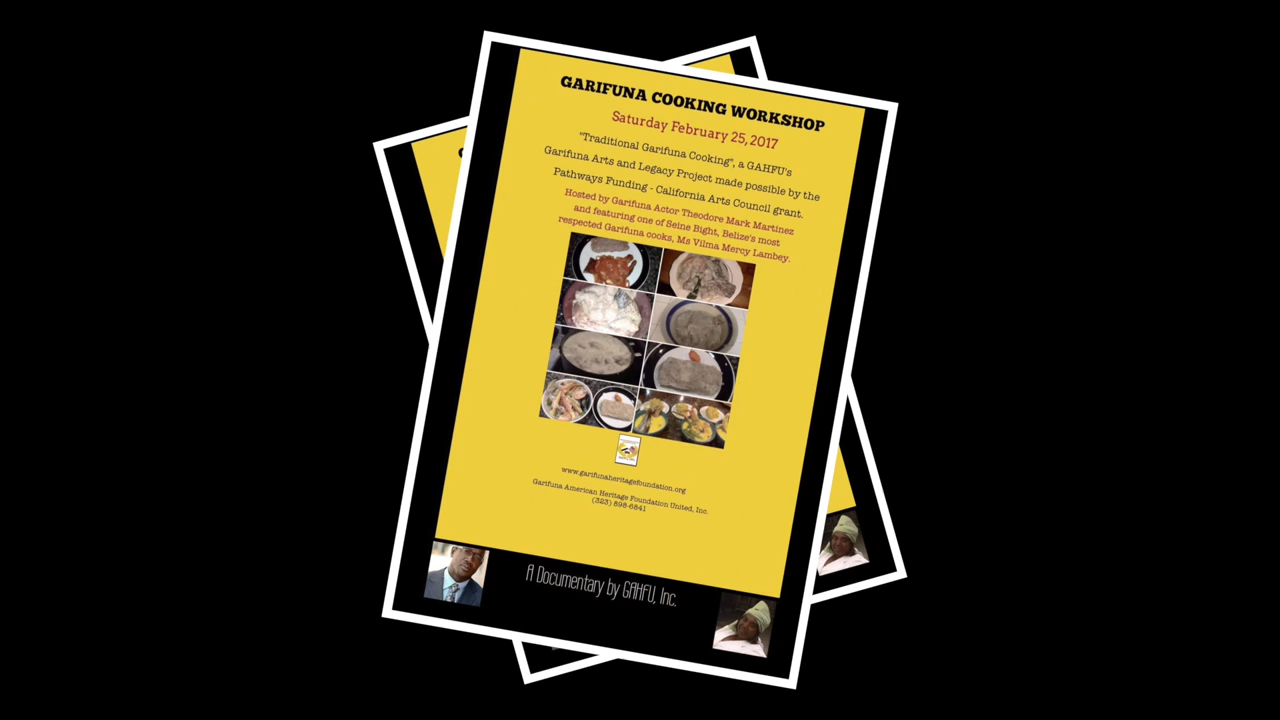 GARIFUNA COOKING WORKSHOP
Saturday February 25, 2017
"Traditional Garifuna Cooking", a GAHFU's
Garifuna Arts and Legacy Project made possible by the
Pathways Funding - California Arts Council grant.
Hosted by Garifuna Actor Theodore Mark Martinez
and featuring one of Seine Bight, Belize's most
respected Garifuna cooks, Ms Vilma Mercy Lambey.
www.garifunaheritagefoundation.org
Garifuna American Heritage Foundation United, Inc.
(323) 898-6841
A Documentary by GAHFU, Inc.